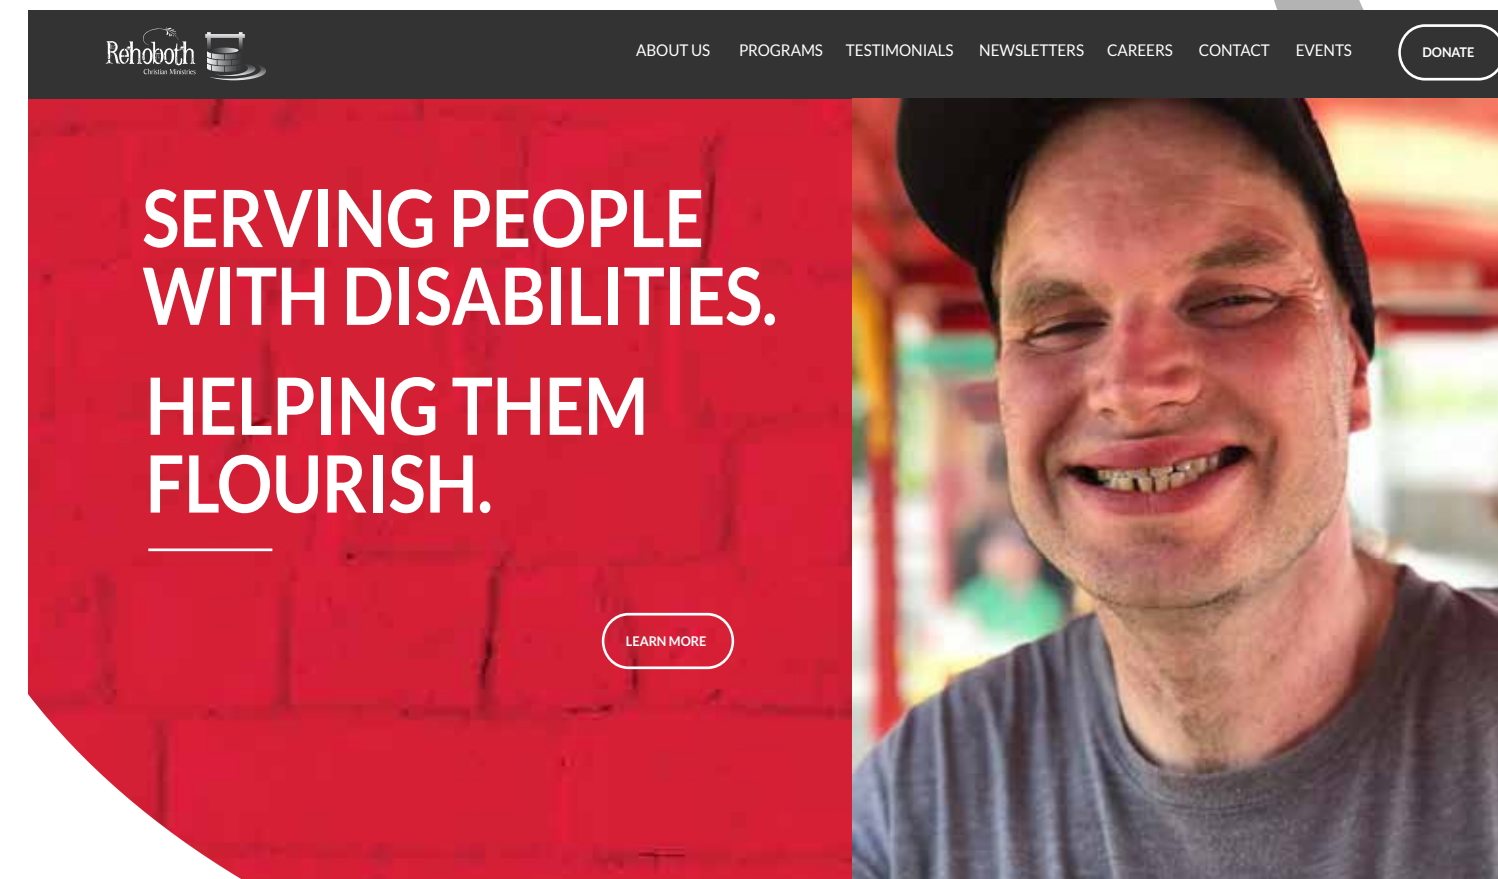 Rehoboth
Christian Ministries
ABOUT US PROGRAMS TESTIMONIALS NEWSLETTERS CAREERS CONTACT EVENTS DONATE
SERVING PEOPLE
WITH DISABILITIES.
HELPING THEM
FLOURISH.
LEARN MORE